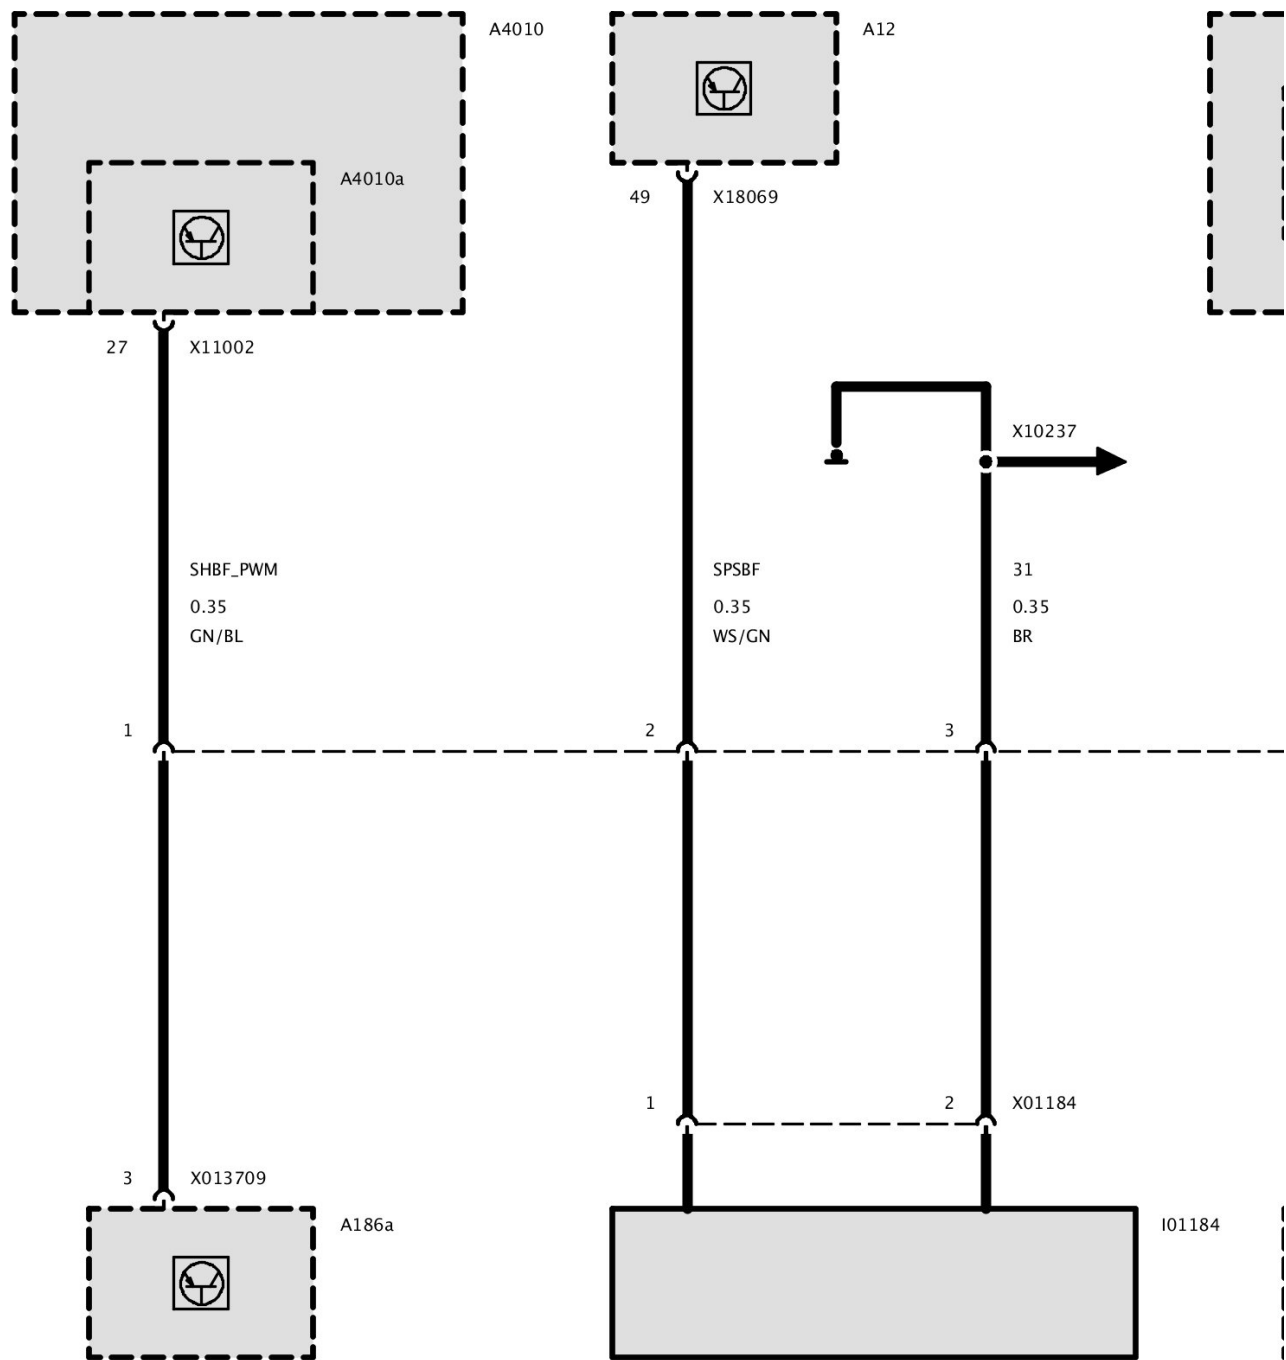 A4010
A12
A4010a
49
X18069
27
X11002
X10237
SHBF_PWM
0.35
GN/BL
SPSBF
0.35
WS/GN
31
0.35
BR
1
2
3
1
2
X01184
3
X013709
A186a
I01184